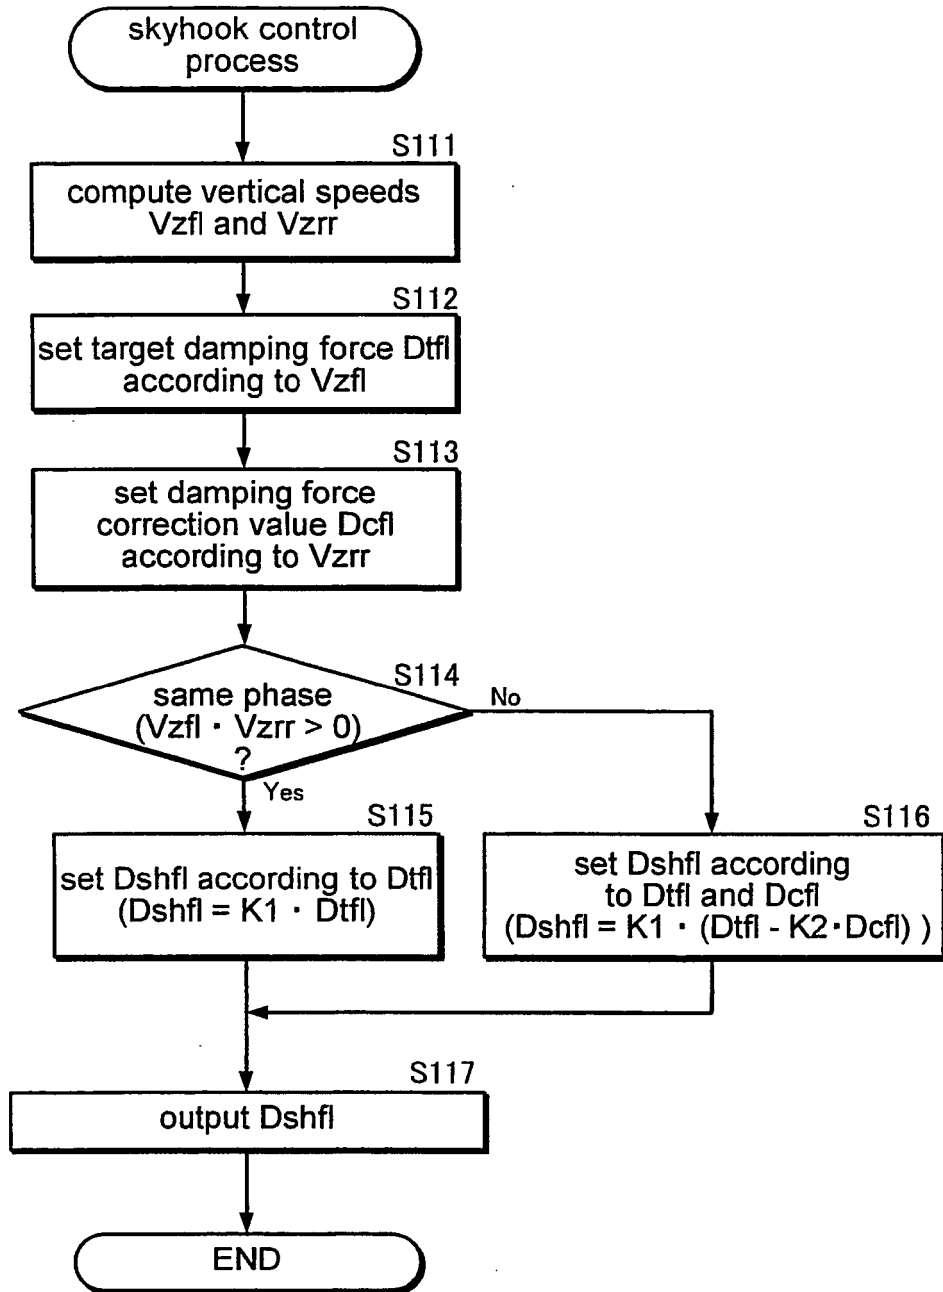 skyhook control
process
S111
compute vertical speeds
Vzfl and Vzrr
S112
set target damping force Dtfl
according to Vzfl
S113
set damping force
correction value Dcfl
according to Vzrr
S114
same phase
(Vzfl · Vzrr > 0)
?
No
Yes
S115
set Dshfl according to Dtfl
(Dshfl = K1 · Dtfl)
S116
set Dshfl according
to Dtfl and Dcfl
(Dshfl = K1 · (Dtfl - K2·Dcfl) )
S117
output Dshfl
END